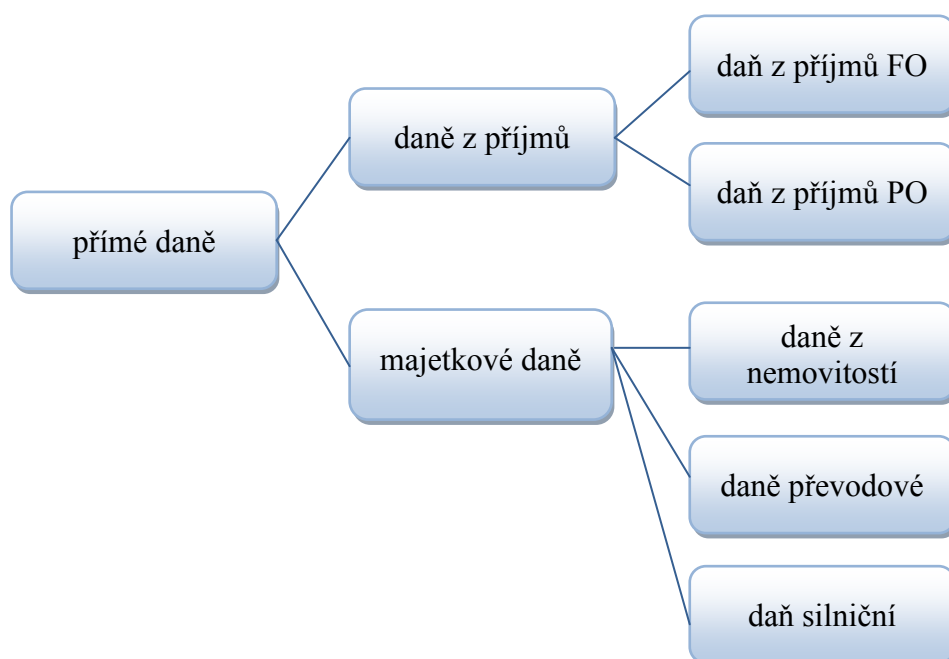 přímé daně
daně z příjmů
daň z příjmů FO
daň z příjmů PO
majetkové daně
daně z
nemovitostí
daně převodové
daň silniční